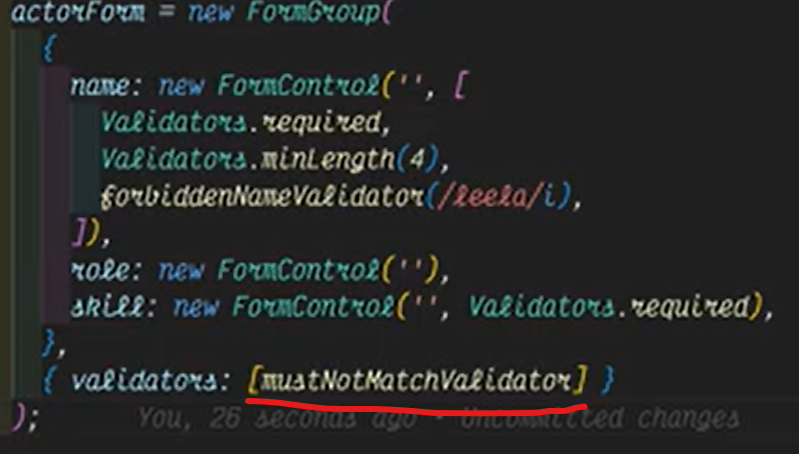 actorForm = new FormGroup(
{
name: new FormControl('', [
Validators.required,
Validators.minLength(4),
forbiddenNameValidator(/leela/i),
]),
role: new FormControl(''),
skill: new FormControl('', Validators.required),
},
{ validators: [mustNotMatchValidator] }
); You, 26 seconds ago • Uncommitted changes